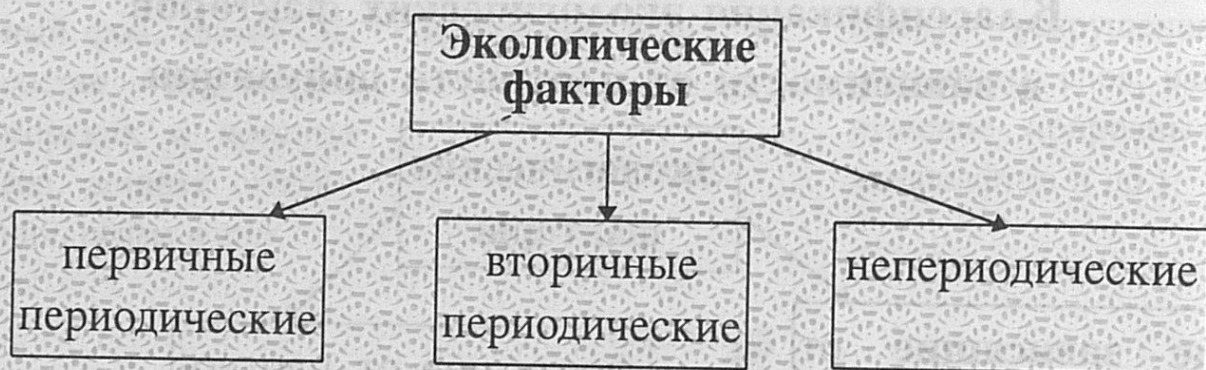 Экологические
факторы
первичные
периодические
вторичные
периодические
непериодические